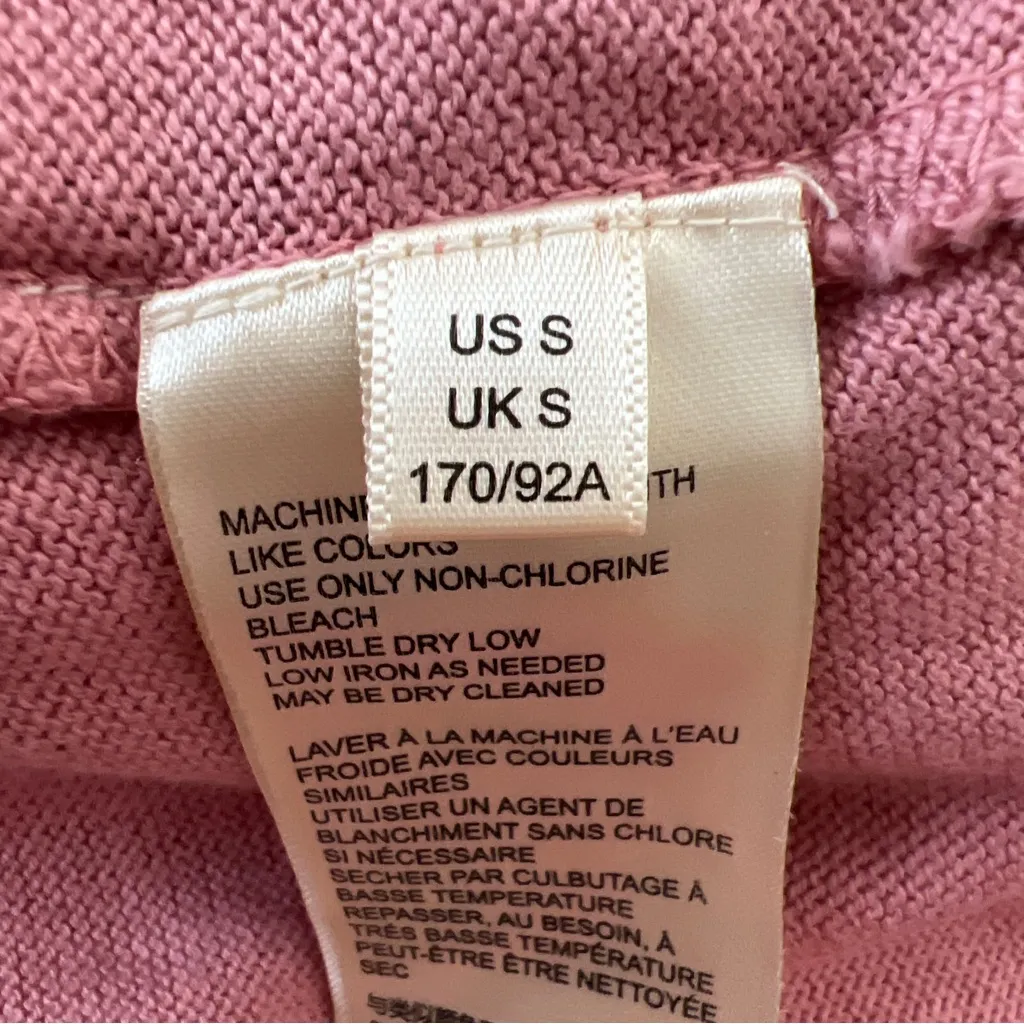 US S
UK S
170/92A
MACHIN TH
LIKE COLORS
USE ONLY NON-CHLORINE
BLEACH
TUMBLE DRY LOW
LOW IRON AS NEEDED
MAY BE DRY CLEANED
LAVER À LA MACHINE À L'EAU
FROIDE AVEC COULEURS
SIMILAIRES
UTILISER UN AGENT DE
BLANCHIMENT SANS CHLORE
SI NÉCESSAIRE
SECHER PAR CULBUTAGE À
BASSE TEMPERATURE
REPASSER, AU BESOIN, À
TRÉS BASSE TEMPÉRATURE
PEUT-ÊTRE ÊTRE NETTOYÉE
SEC